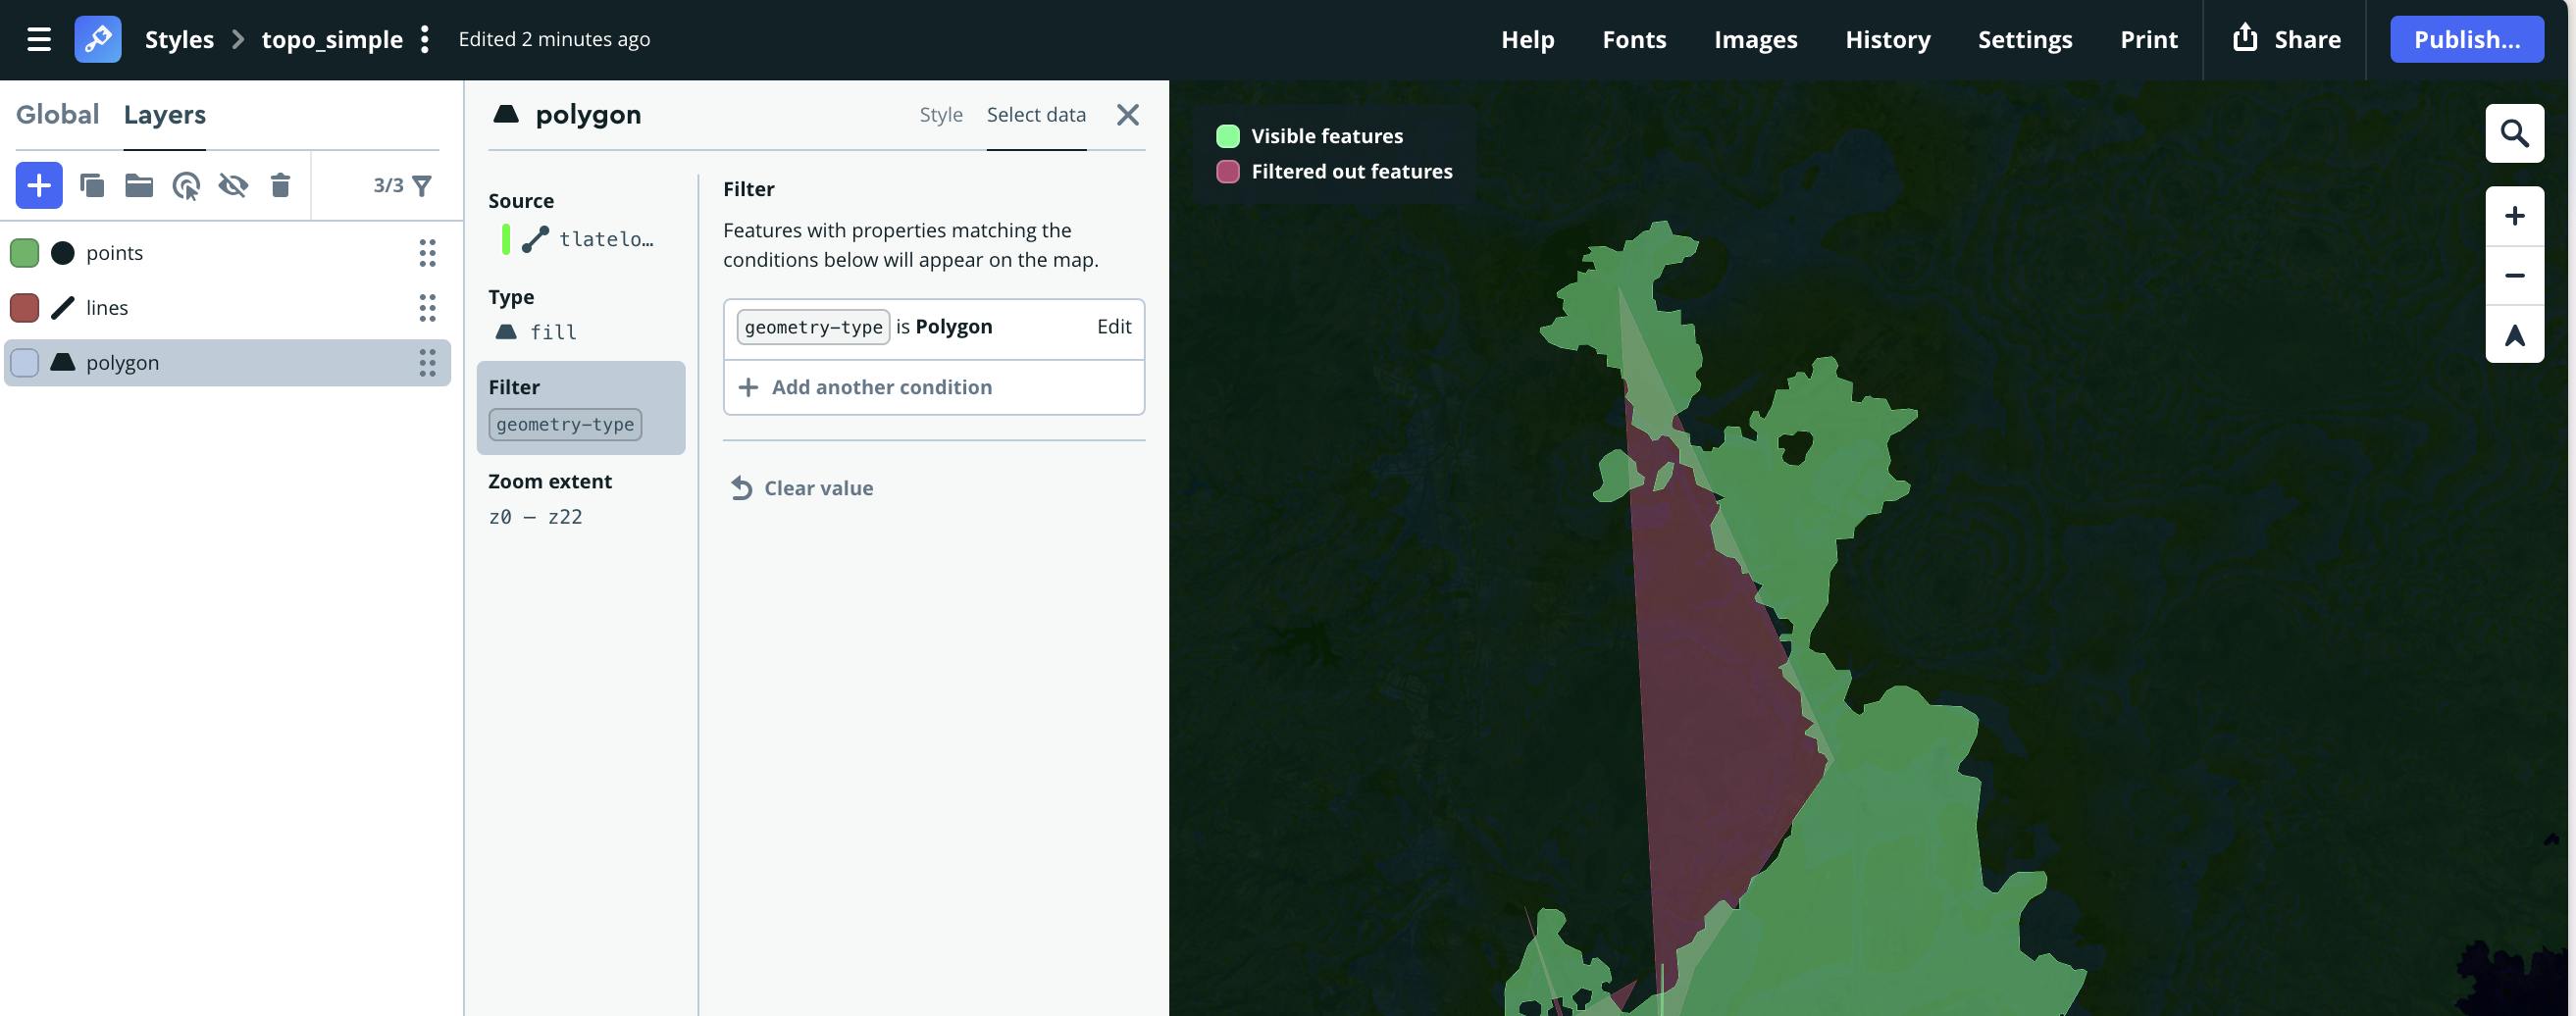 Styles topo_simple Edited 2 minutes ago Help Fonts Images History Settings Print Share Publish...
Global Layers
3/3
points
lines
polygon
polygon Style Select data
Source
tlatelo…
Type
fill
Filter
geometry-type
Zoom extent
z0 — z22
Filter
Features with properties matching the
conditions below will appear on the map.
geometry-type is Polygon Edit
Add another condition
Clear value
Visible features
Filtered out features